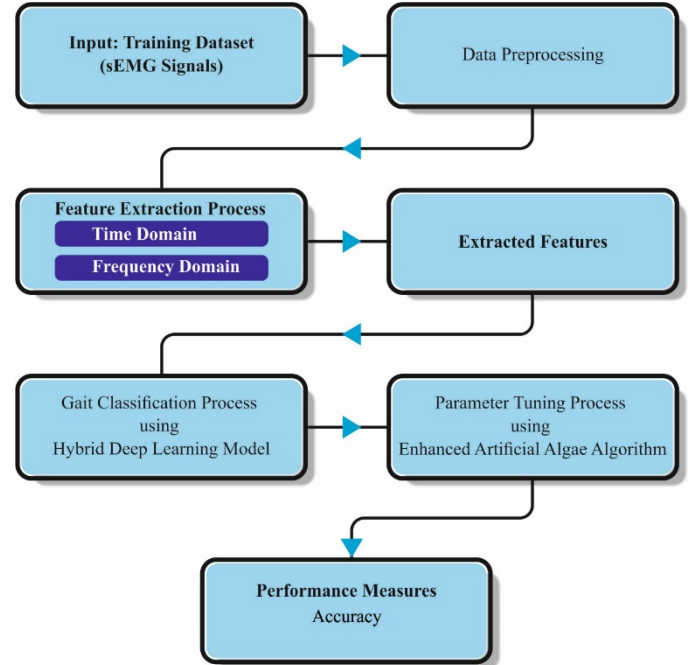 Input: Training Dataset
(sEMG Signals)
Data Preprocessing
Feature Extraction Process
Time Domain
Frequency Domain
Extracted Features
Gait Classification Process
using
Hybrid Deep Learning Model
Parameter Tuning Process
using
Enhanced Artificial Algae Algorithm
Performance Measures
Accuracy